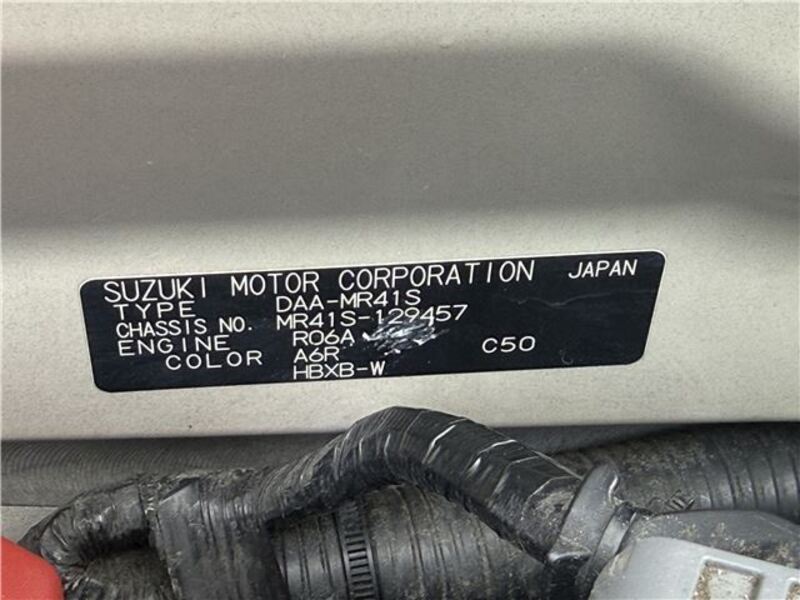 SUZUKI MOTOR CORPORATION JAPAN
TYPE DAA-MR41S
CHASSIS NO. MR41S-129457
ENGINE R06A
COLOR A6R C50
HBXB-W